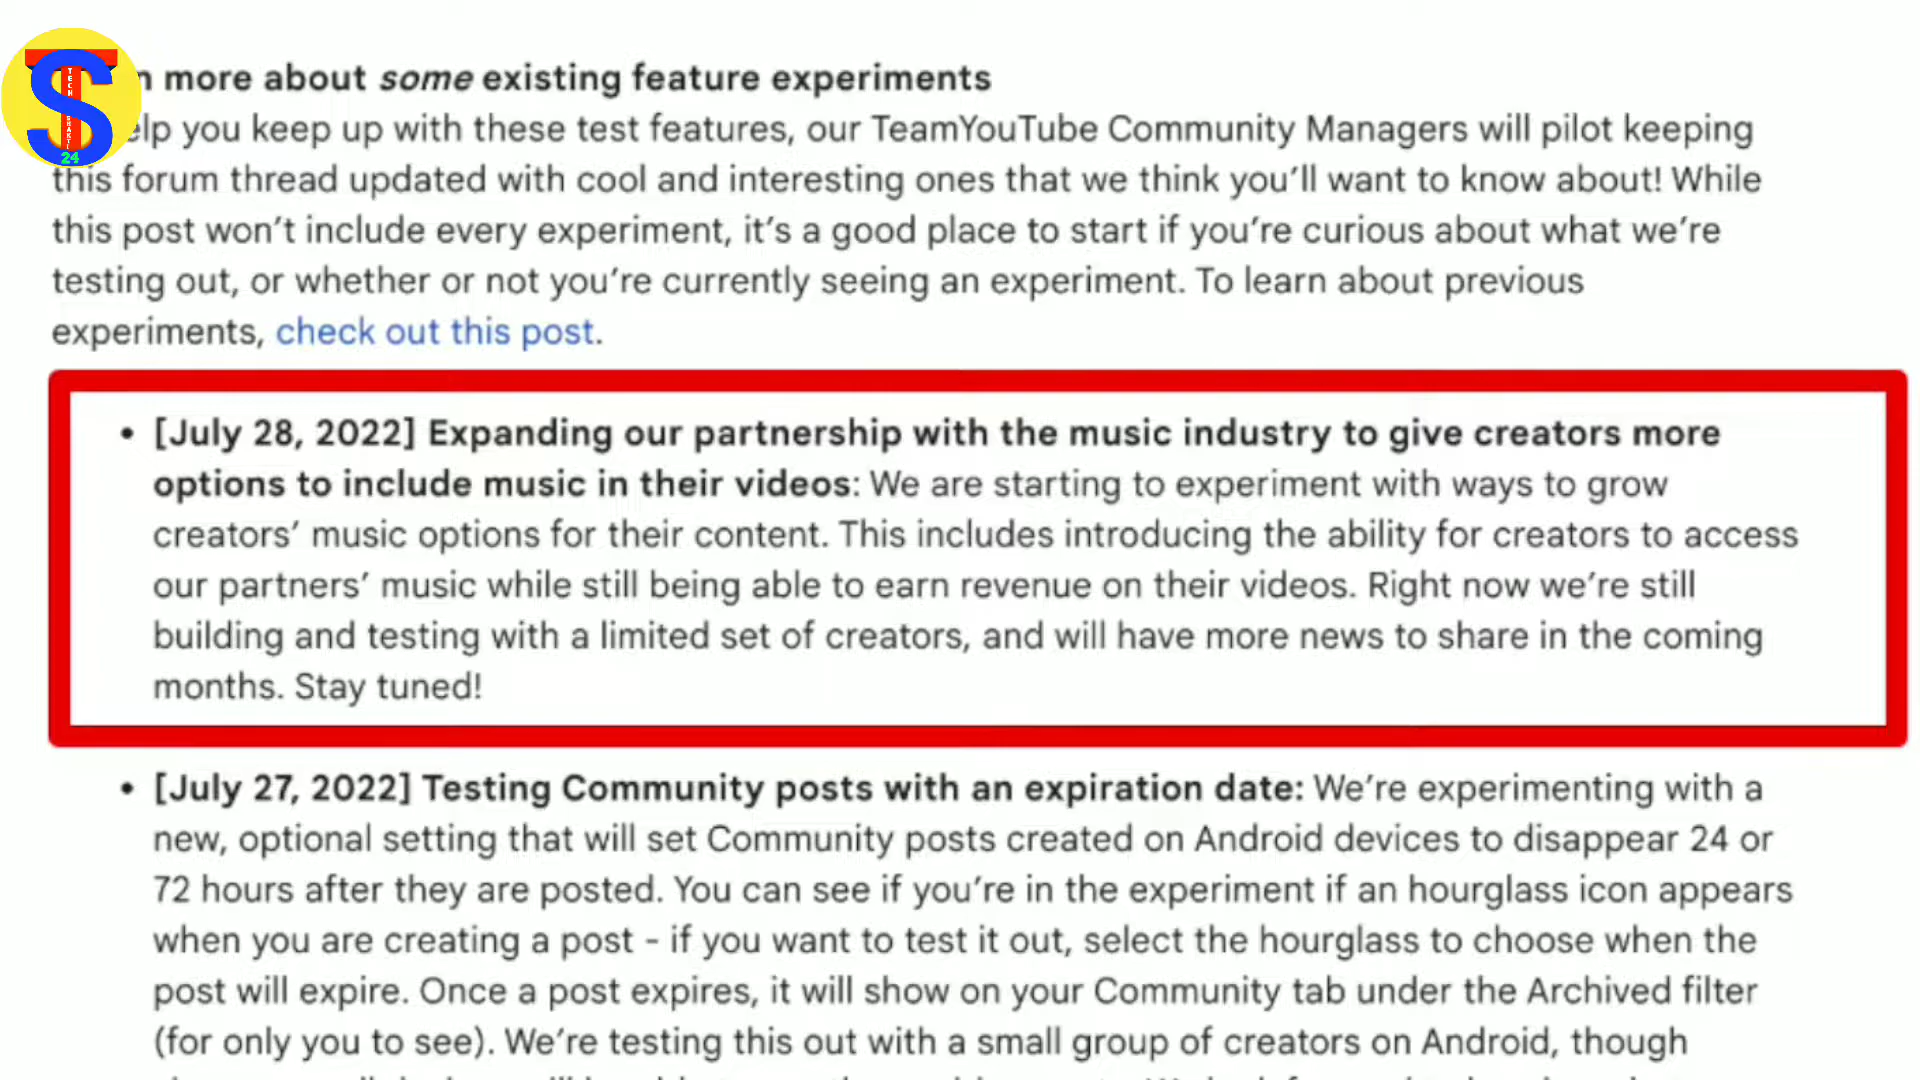 n more about some existing feature experiments
elp you keep up with these test features, our TeamYouTube Community Managers will pilot keeping
this forum thread updated with cool and interesting ones that we think you’ll want to know about! While
this post won’t include every experiment, it’s a good place to start if you’re curious about what we’re
testing out, or whether or not you’re currently seeing an experiment. To learn about previous
experiments, check out this post.
• [July 28, 2022] Expanding our partnership with the music industry to give creators more
options to include music in their videos: We are starting to experiment with ways to grow
creators’ music options for their content. This includes introducing the ability for creators to access
our partners’ music while still being able to earn revenue on their videos. Right now we’re still
building and testing with a limited set of creators, and will have more news to share in the coming
months. Stay tuned!
• [July 27, 2022] Testing Community posts with an expiration date: We’re experimenting with a
new, optional setting that will set Community posts created on Android devices to disappear 24 or
72 hours after they are posted. You can see if you’re in the experiment if an hourglass icon appears
when you are creating a post - if you want to test it out, select the hourglass to choose when the
post will expire. Once a post expires, it will show on your Community tab under the Archived filter
(for only you to see). We’re testing this out with a small group of creators on Android, though
TS
TECH
24